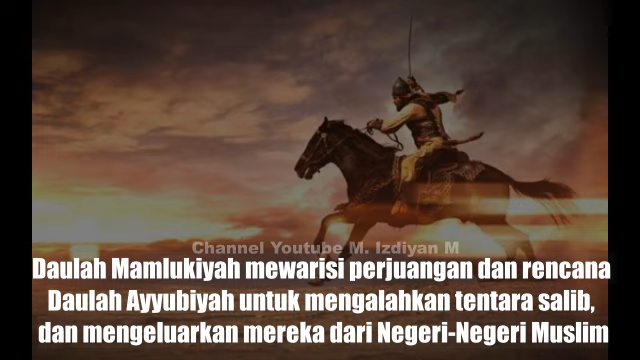 Channel Youtube M. Izdiyan M
Daulah Mamlukiyah mewarisi perjuangan dan rencana
Daulah Ayyubiyah untuk mengalahkan tentara salib,
dan mengeluarkan mereka dari Negeri-Negeri Muslim